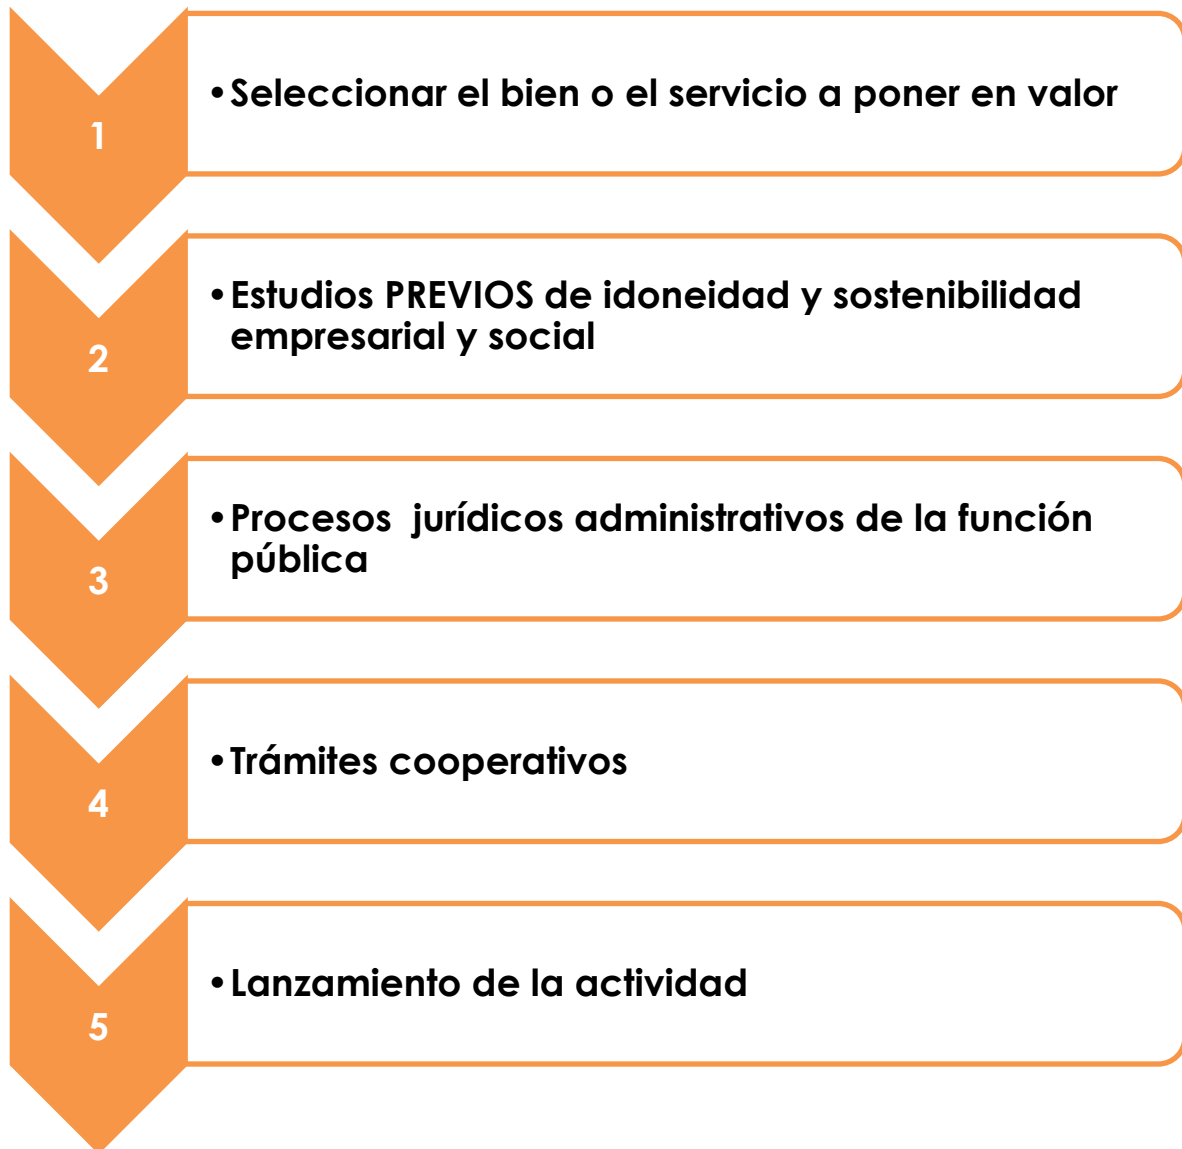 1
•Seleccionar el bien o el servicio a poner en valor
2
•Estudios PREVIOS de idoneidad y sostenibilidad
empresarial y social
3
•Procesos  jurídicos administrativos de la función
pública
4
•Trámites cooperativos
5
•Lanzamiento de la actividad